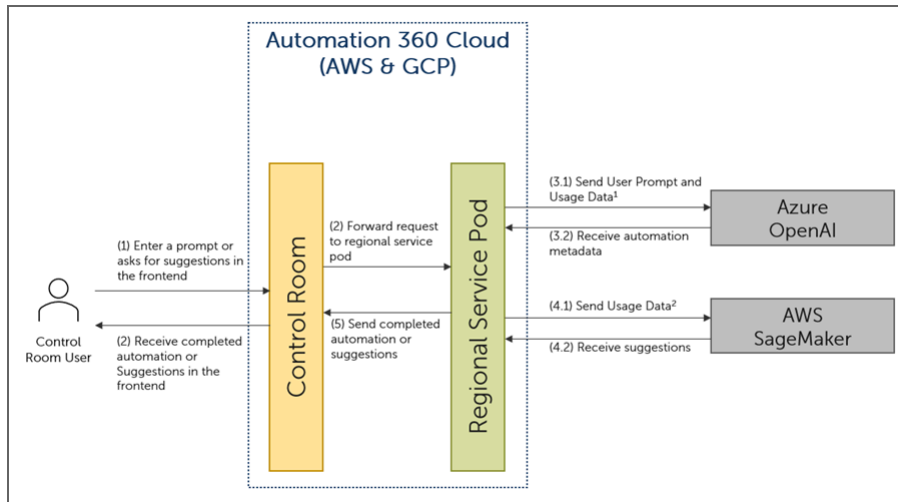 Automation 360 Cloud
(AWS & GCP)
(1) Enter a prompt or
asks for suggestions in
the frontend
Control
Room User
(2) Receive completed
automation or
Suggestions in the
frontend
Control Room
(2) Forward request
to regional service
pod
(5) Send completed
automation or
suggestions
Regional Service Pod
(3.1) Send User Prompt and
Usage Data¹
(3.2) Receive automation
metadata
Azure
OpenAI
(4.1) Send Usage Data²
(4.2) Receive suggestions
AWS
SageMaker